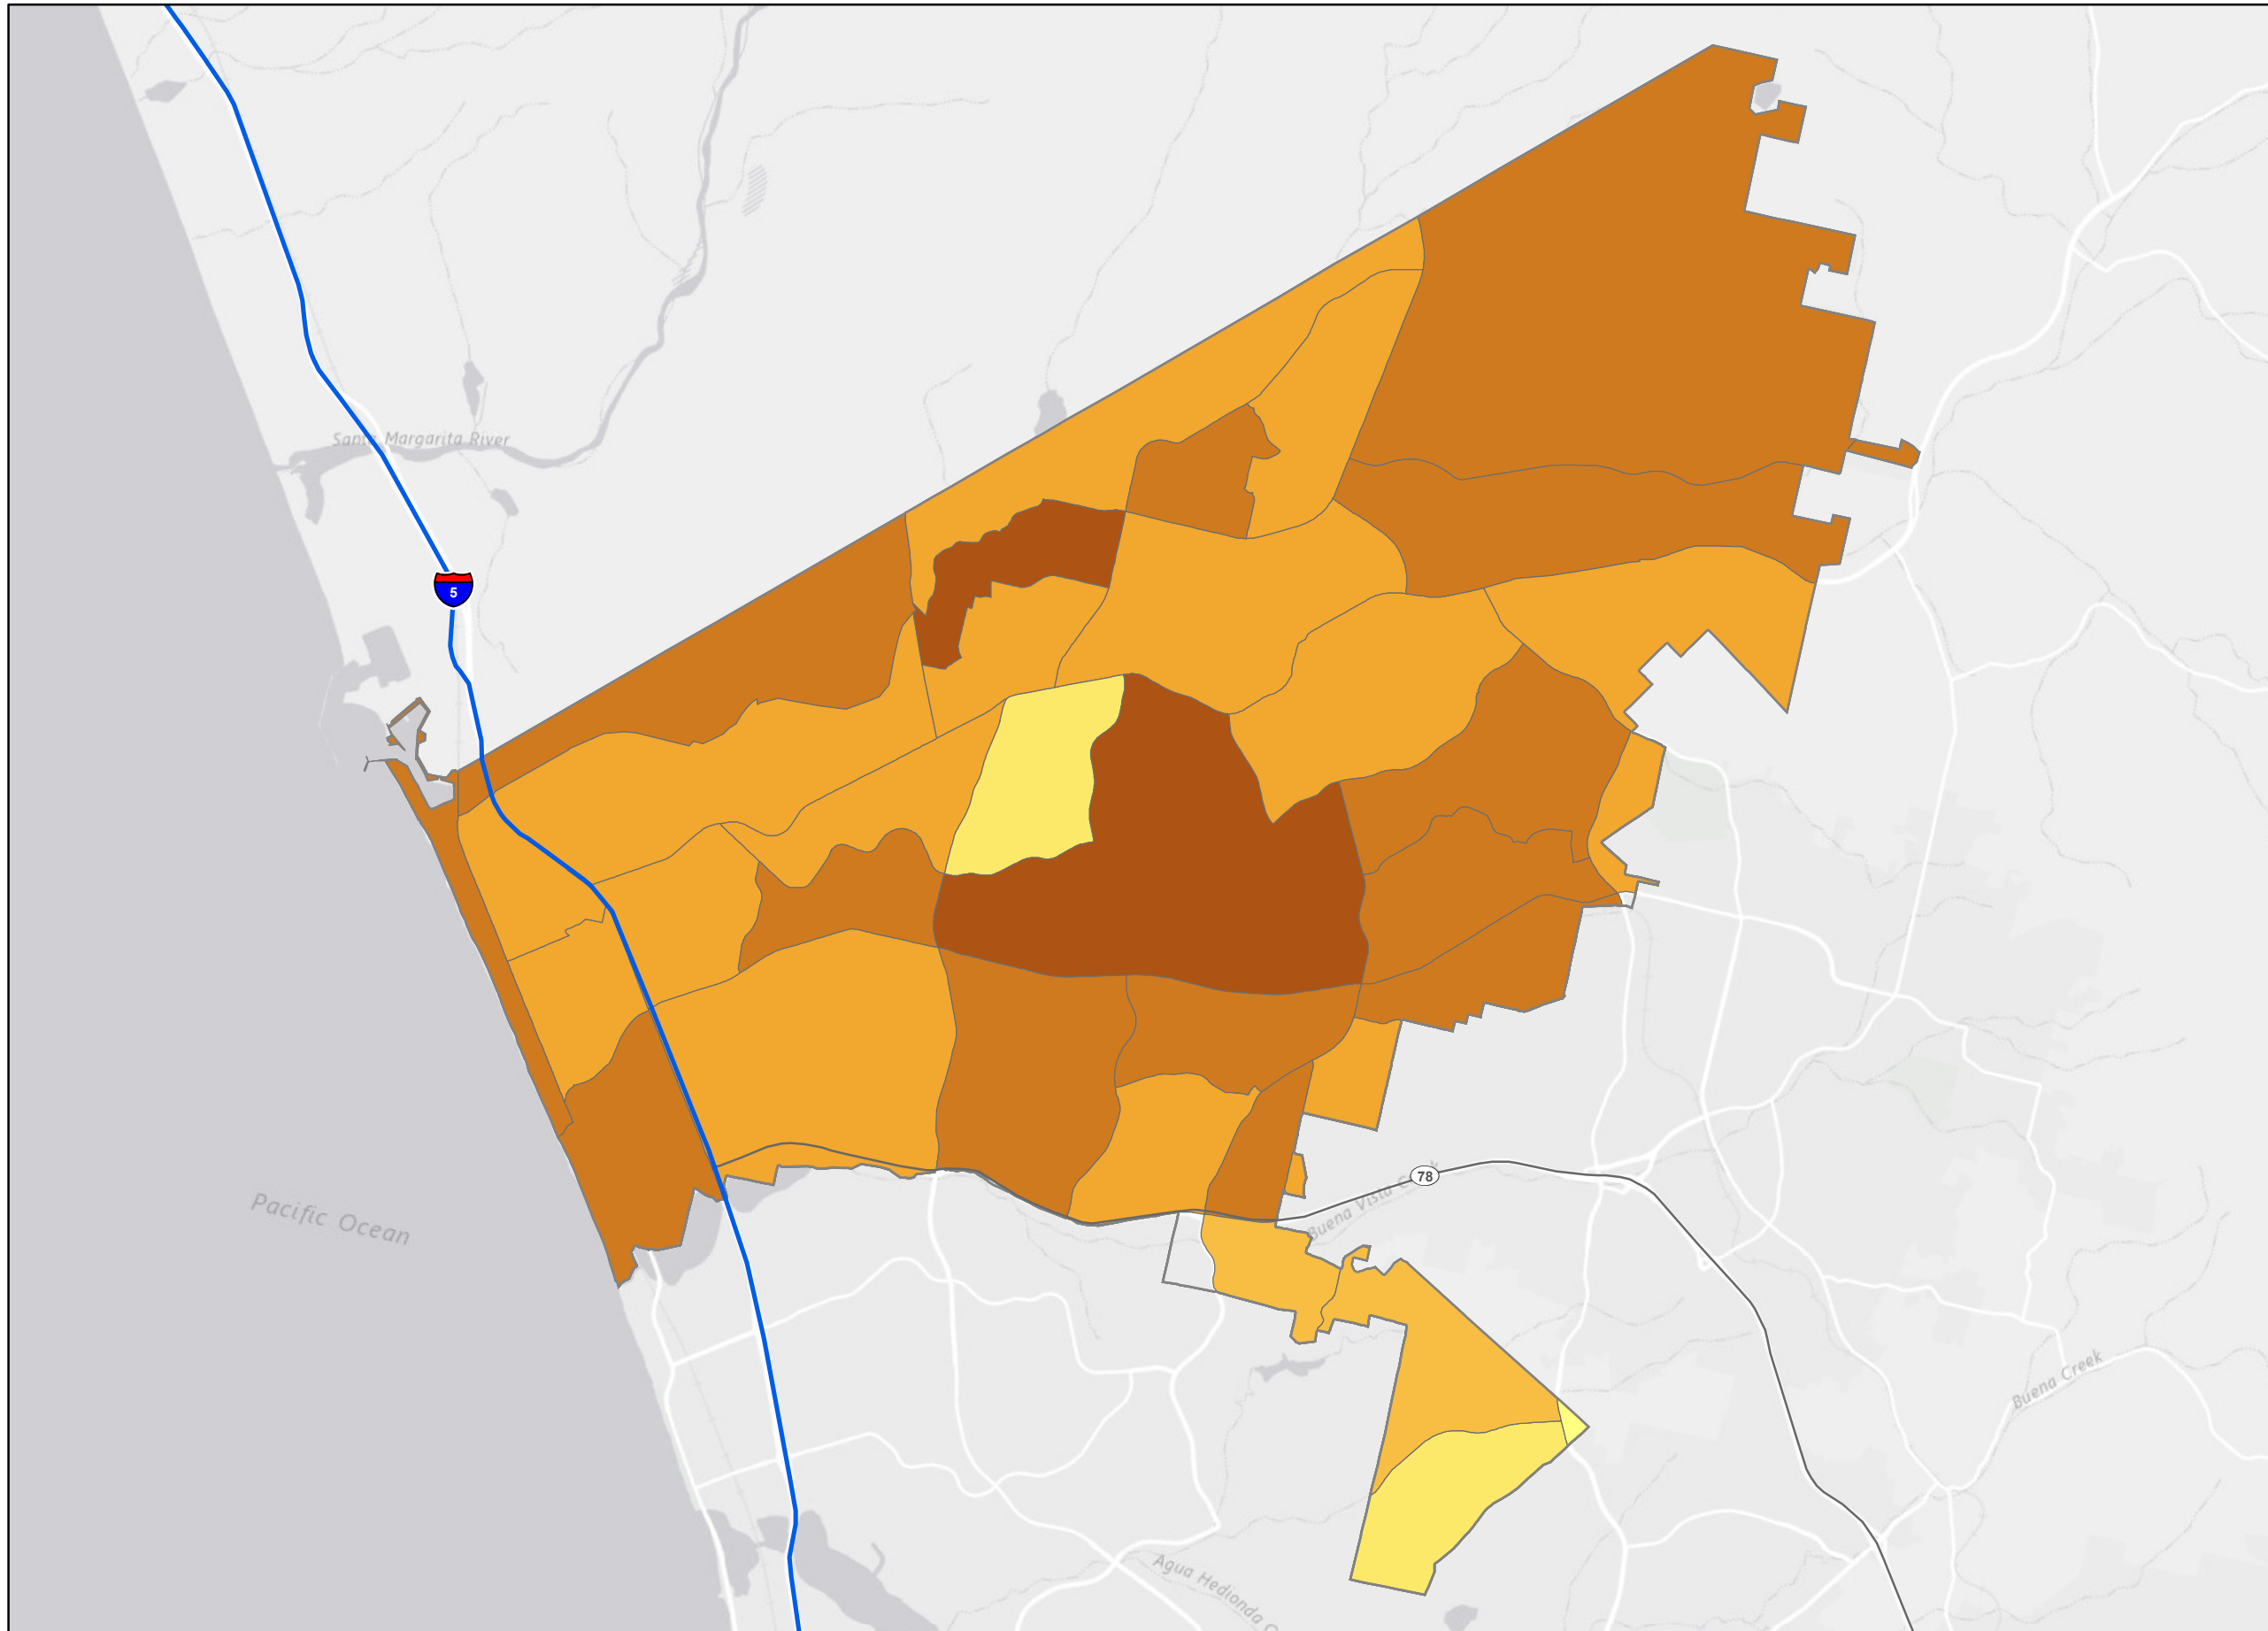 Santa Margarita River
5
78
Buena Vista C
Pacific Ocean
Buena Creek
Agua Hedionda C